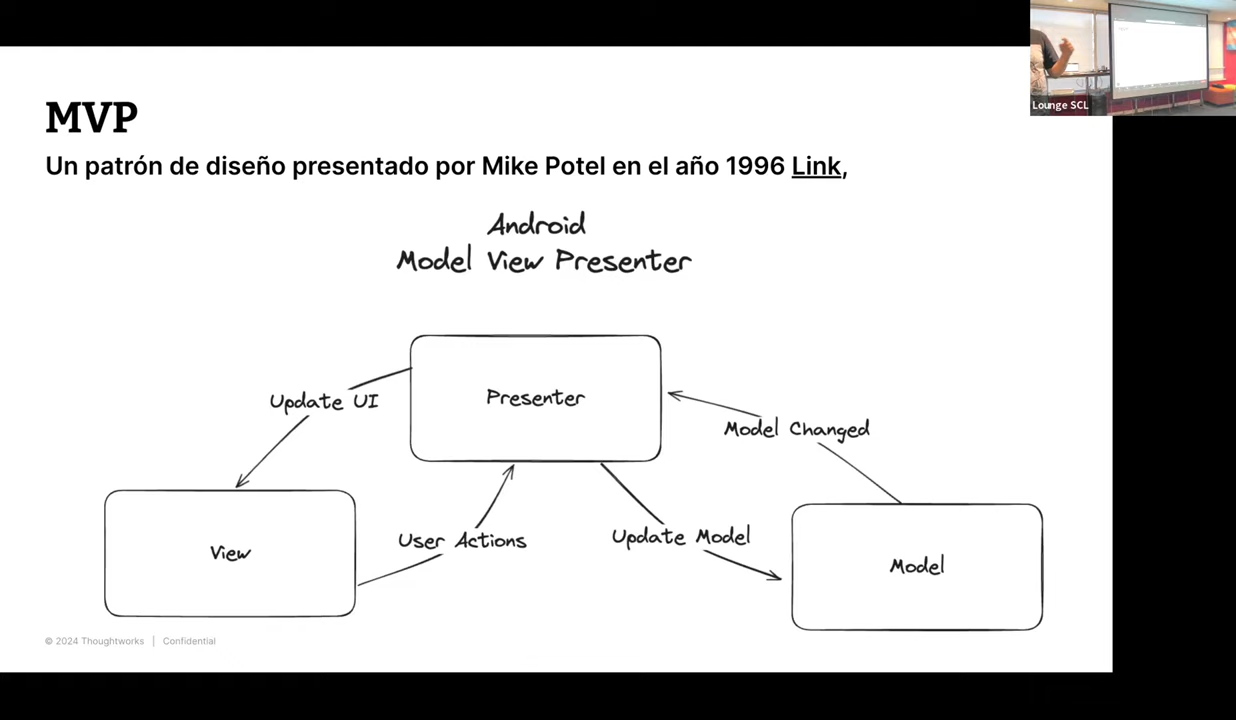 MVP
Un patrón de diseño presentado por Mike Potel en el año 1996 Link,
Android
Model View Presenter
Presenter
Update UI
Model Changed
View
User Actions
Update Model
Model
© 2024 Thoughtworks | Confidential
Lounge SCL